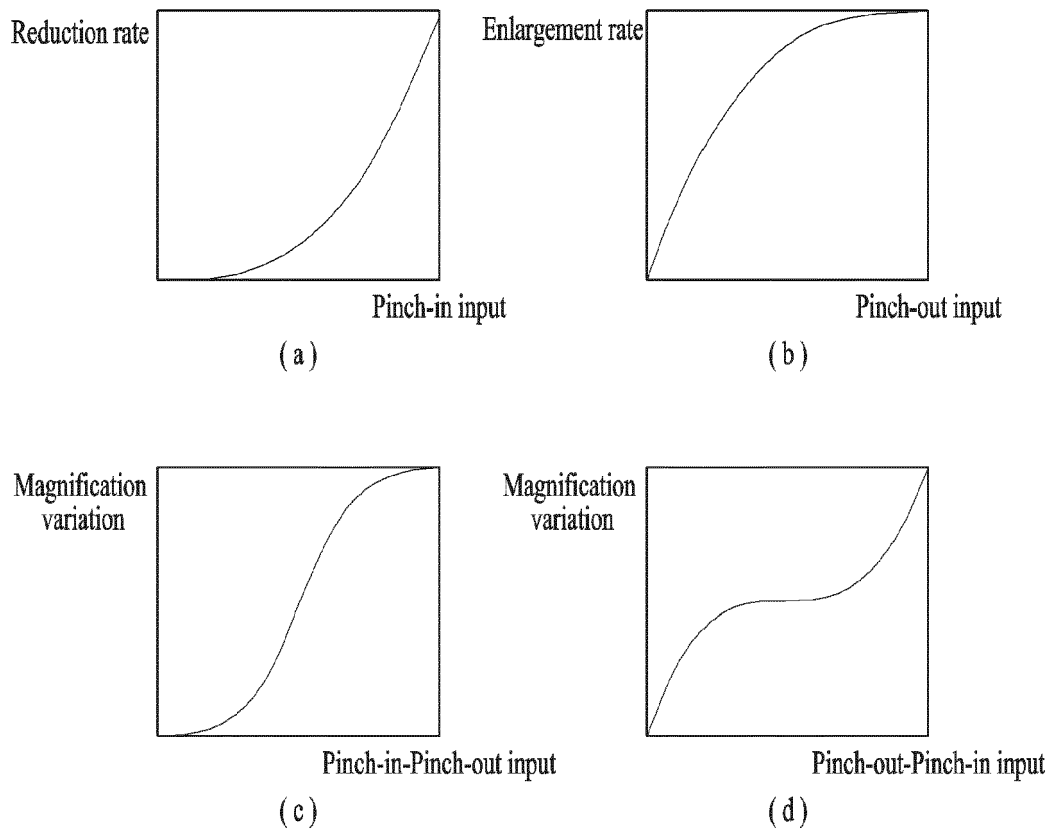 Reduction rate
Enlargement rate
Pinch-in input
Pinch-out input
( a )
( b )
Magnification
variation
Magnification
variation
Pinch-in-Pinch-out input
Pinch-out-Pinch-in input
( c )
( d )